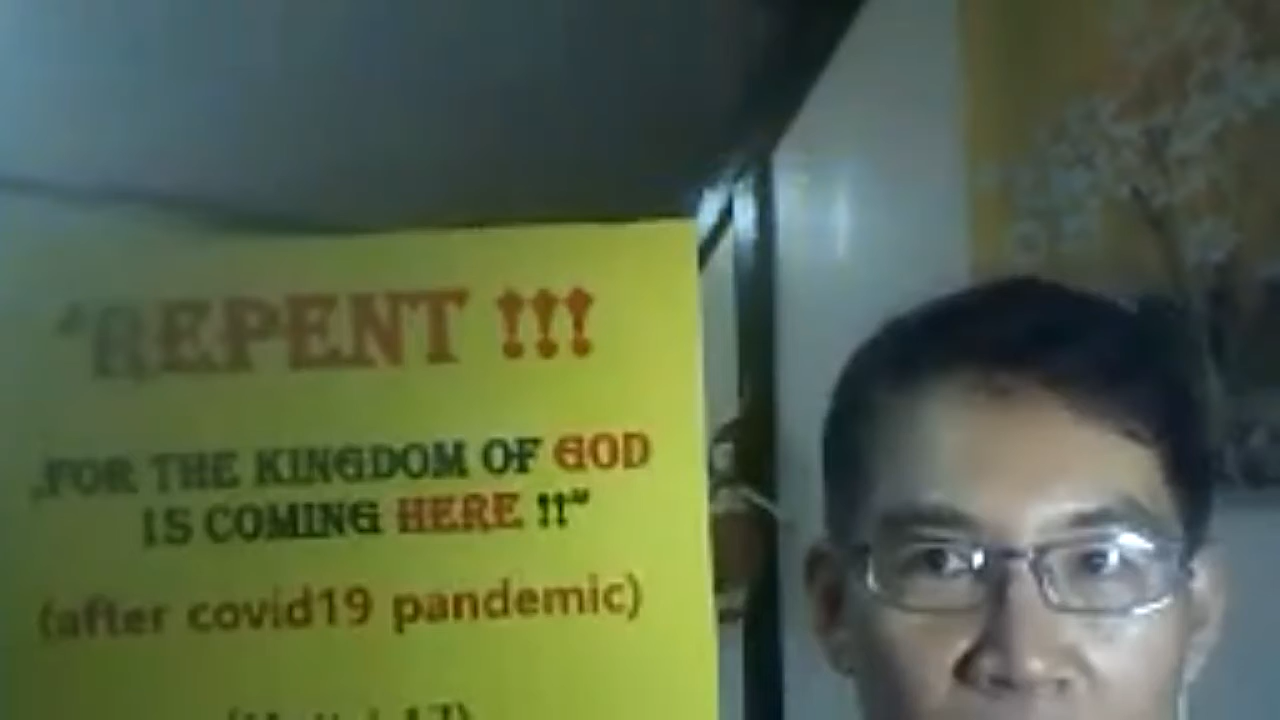 "REPENT !!!
„FOR THE KINGDOM OF GOD
IS COMING HERE !!"
(after covid19 pandemic)